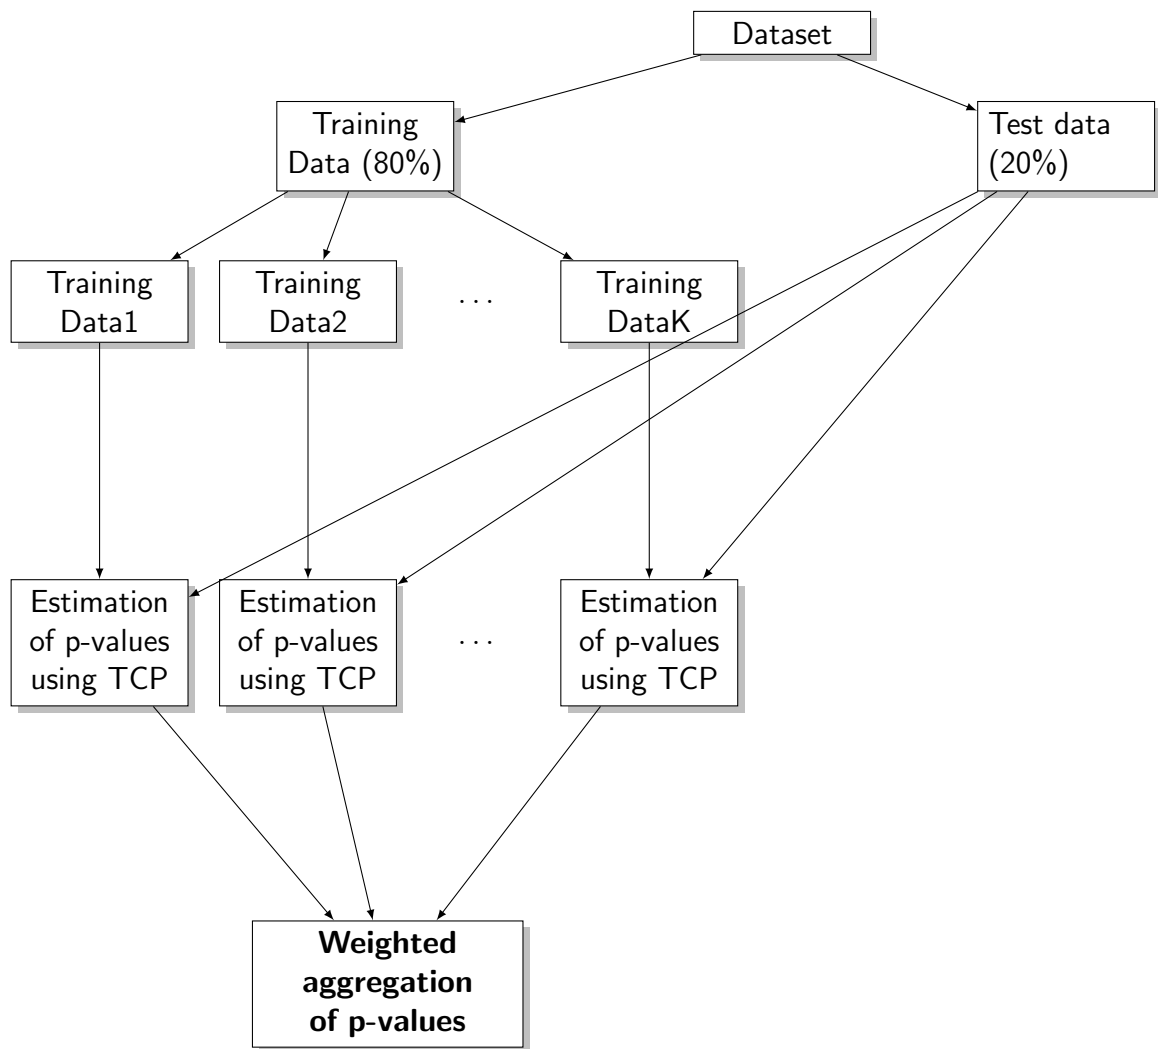 Dataset
Training
Data (80%)
Test data
(20%)
Training
Data1
Training
Data2
. . .
Training
DataK
Estimation
of p-values
using TCP
Estimation
of p-values
using TCP
. . .
Estimation
of p-values
using TCP
Weighted
aggregation
of p-values